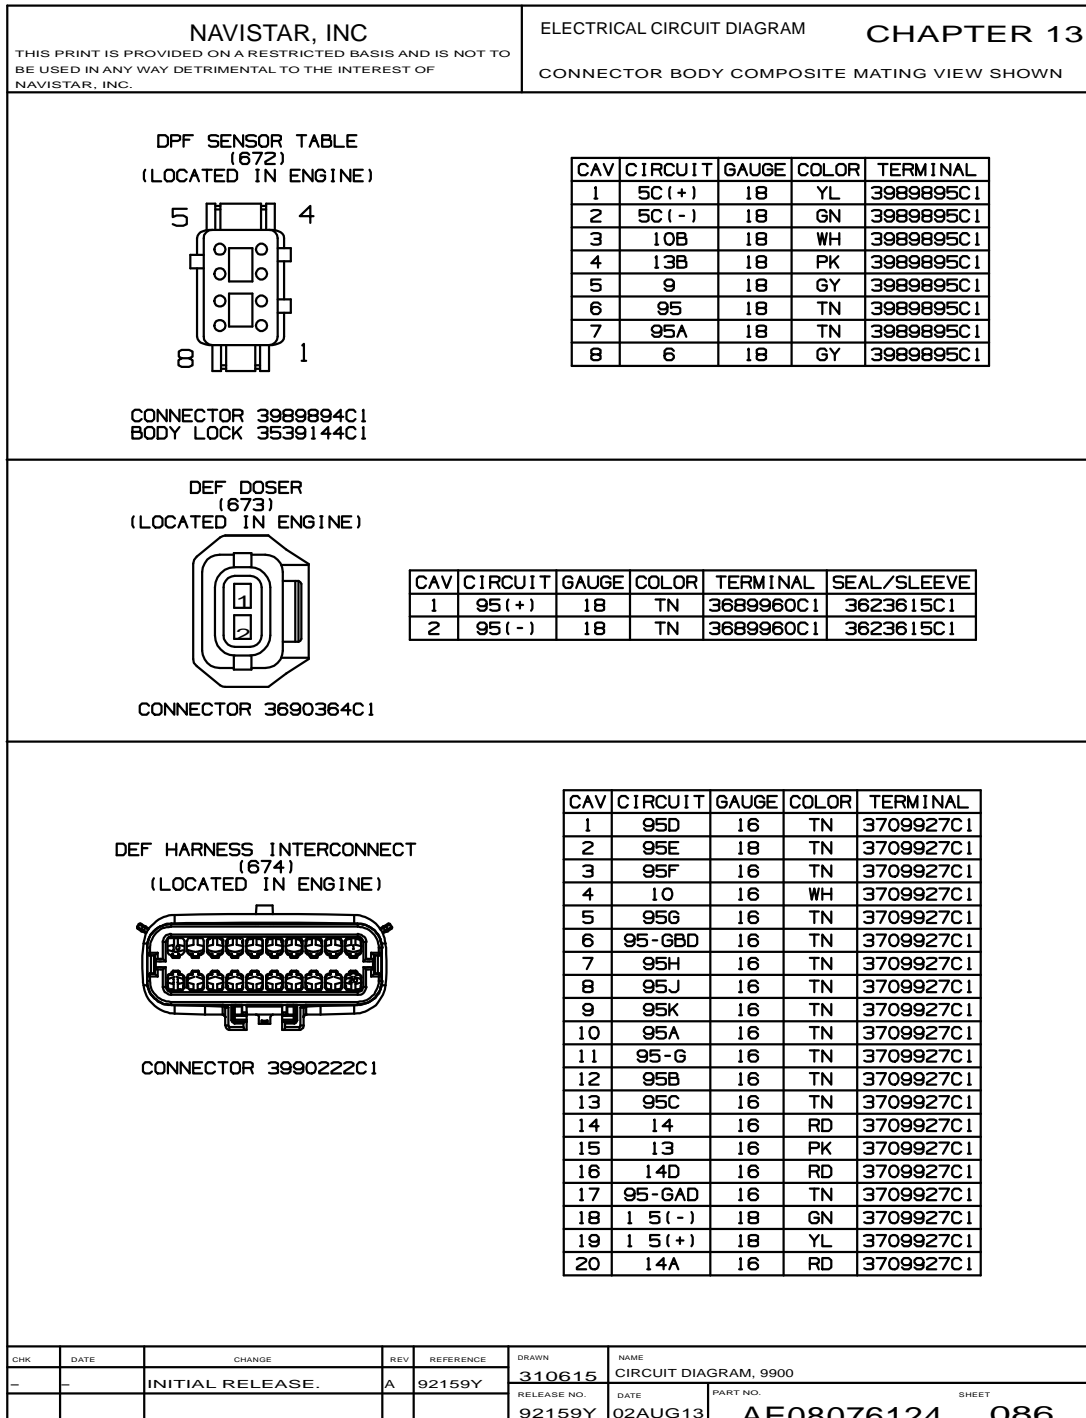 NAVISTAR, INC
THIS PRINT IS PROVIDED ON A RESTRICTED BASIS AND IS NOT TO
BE USED IN ANY WAY DETRIMENTAL TO THE INTEREST OF
NAVISTAR, INC.
ELECTRICAL CIRCUIT DIAGRAM CHAPTER 13
CONNECTOR BODY COMPOSITE MATING VIEW SHOWN
DPF SENSOR TABLE
(672)
(LOCATED IN ENGINE)
5 4
8 1
CONNECTOR 3989894C1
BODY LOCK 3539144C1
CAV CIRCUIT GAUGE COLOR TERMINAL
1 5C(+) 18 YL 3989895C1
2 5C(-) 18 GN 3989895C1
3 10B 18 WH 3989895C1
4 13B 18 PK 3989895C1
5 9 18 GY 3989895C1
6 95 18 TN 3989895C1
7 95A 18 TN 3989895C1
8 6 18 GY 3989895C1
DEF DOSER
(673)
(LOCATED IN ENGINE)
1
2
CONNECTOR 3690364C1
CAV CIRCUIT GAUGE COLOR TERMINAL SEAL/SLEEVE
1 95(+) 18 TN 3689960C1 3623615C1
2 95(-) 18 TN 3689960C1 3623615C1
DEF HARNESS INTERCONNECT
(674)
(LOCATED IN ENGINE)
CONNECTOR 3990222C1
CAV CIRCUIT GAUGE COLOR TERMINAL
1 95D 16 TN 3709927C1
2 95E 18 TN 3709927C1
3 95F 16 TN 3709927C1
4 10 16 WH 3709927C1
5 95G 16 TN 3709927C1
6 95-GBD 16 TN 3709927C1
7 95H 16 TN 3709927C1
8 95J 16 TN 3709927C1
9 95K 16 TN 3709927C1
10 95A 16 TN 3709927C1
11 95-G 16 TN 3709927C1
12 95B 16 TN 3709927C1
13 95C 16 TN 3709927C1
14 14 16 RD 3709927C1
15 13 16 PK 3709927C1
16 14D 16 RD 3709927C1
17 95-GAD 16 TN 3709927C1
18 1 5(-) 18 GN 3709927C1
19 1 5(+) 18 YL 3709927C1
20 14A 16 RD 3709927C1
CHK DATE CHANGE REV REFERENCE
- - INITIAL RELEASE. A 92159Y
DRAWN NAME
310615 CIRCUIT DIAGRAM, 9900
RELEASE NO. DATE PART NO. SHEET
92159Y 02AUG13 AE08076124 086